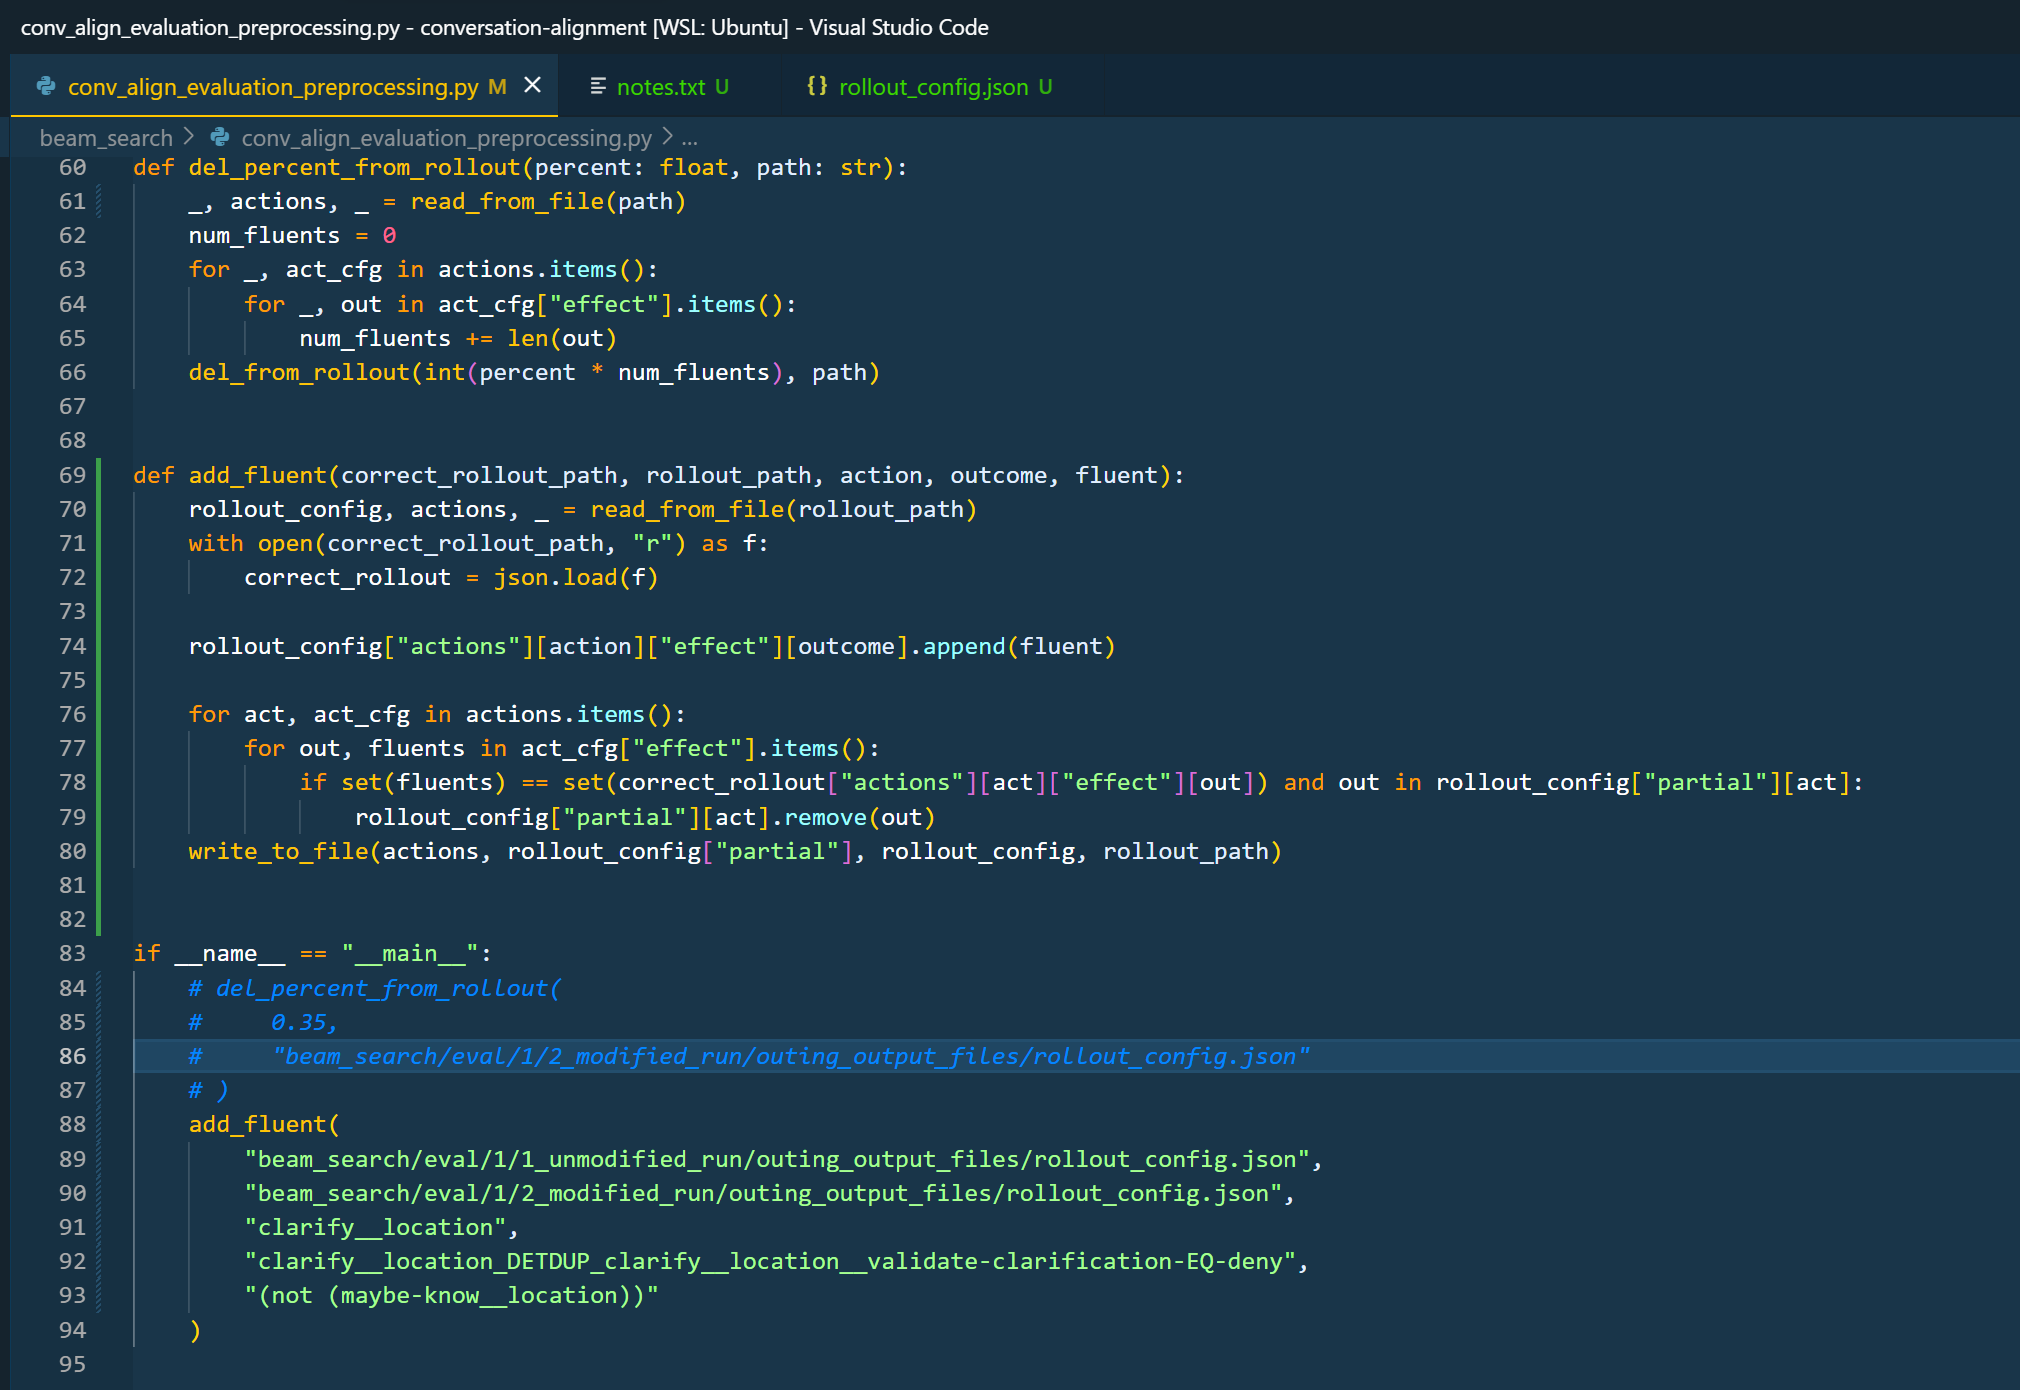 conv_align_evaluation_preprocessing.py - conversation-alignment [WSL: Ubuntu] - Visual Studio Code
conv_align_evaluation_preprocessing.py M × notes.txt U {} rollout_config.json U
beam_search > conv_align_evaluation_preprocessing.py > ...
60 def del_percent_from_rollout(percent: float, path: str):
61     _, actions, _ = read_from_file(path)
62     num_fluents = 0
63     for _, act_cfg in actions.items():
64         for _, out in act_cfg["effect"].items():
65             num_fluents += len(out)
66     del_from_rollout(int(percent * num_fluents), path)
67
68
69 def add_fluent(correct_rollout_path, rollout_path, action, outcome, fluent):
70     rollout_config, actions, _ = read_from_file(rollout_path)
71     with open(correct_rollout_path, "r") as f:
72         correct_rollout = json.load(f)
73
74     rollout_config["actions"][action]["effect"][outcome].append(fluent)
75
76     for act, act_cfg in actions.items():
77         for out, fluents in act_cfg["effect"].items():
78             if set(fluents) == set(correct_rollout["actions"][act]["effect"][out]) and out in rollout_config["partial"][act]:
79                 rollout_config["partial"][act].remove(out)
80     write_to_file(actions, rollout_config["partial"], rollout_config, rollout_path)
81
82
83 if __name__ == "__main__":
84     # del_percent_from_rollout(
85     #     0.35,
86     #     "beam_search/eval/1/2_modified_run/outing_output_files/rollout_config.json"
87     # )
88     add_fluent(
89         "beam_search/eval/1/1_unmodified_run/outing_output_files/rollout_config.json",
90         "beam_search/eval/1/2_modified_run/outing_output_files/rollout_config.json",
91         "clarify__location",
92         "clarify__location_DETDUP_clarify__location__validate-clarification-EQ-deny",
93         "(not (maybe-know__location))"
94     )
95